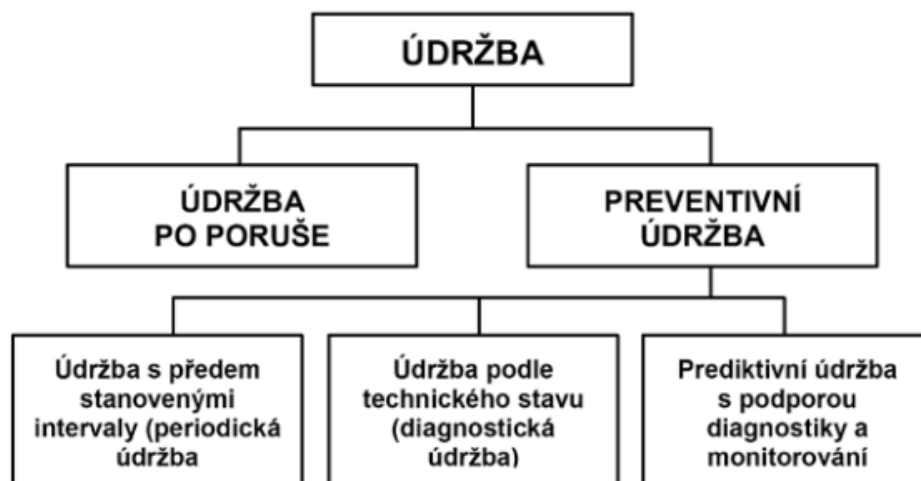 ÚDRŽBA
ÚDRŽBA
PO PORUŠE
PREVENTIVNÍ
ÚDRŽBA
Údržba s předem
stanovenými
intervaly (periodická
údržba
Údržba podle
technického stavu
(diagnostická
údržba)
Prediktivní údržba
s podporou
diagnostiky a
monitorování